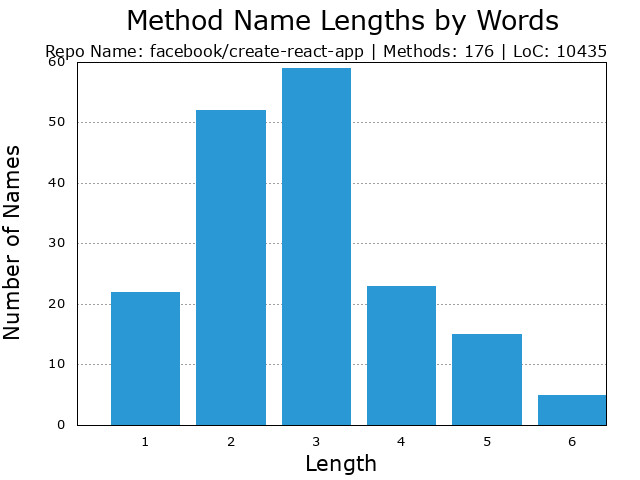 Method Name Lengths by Words
Repo Name: facebook/create-react-app | Methods: 176 | LoC: 10435
Number of Names
60
50
40
30
20
10
0
1 2 3 4 5 6
Length